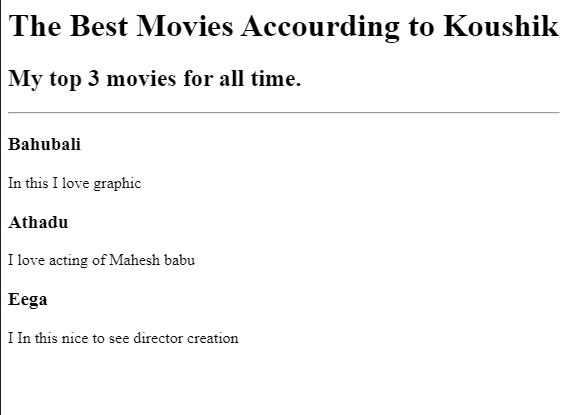 The Best Movies Accourding to Koushik
My top 3 movies for all time.
Bahubali
In this I love graphic
Athadu
I love acting of Mahesh babu
Eega
I In this nice to see director creation